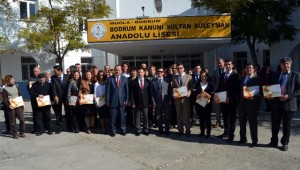 MUĞLA - BODRUM
BODRUM KANUNİ SULTAN SÜLEYMAN
ANADOLU LİSESİ